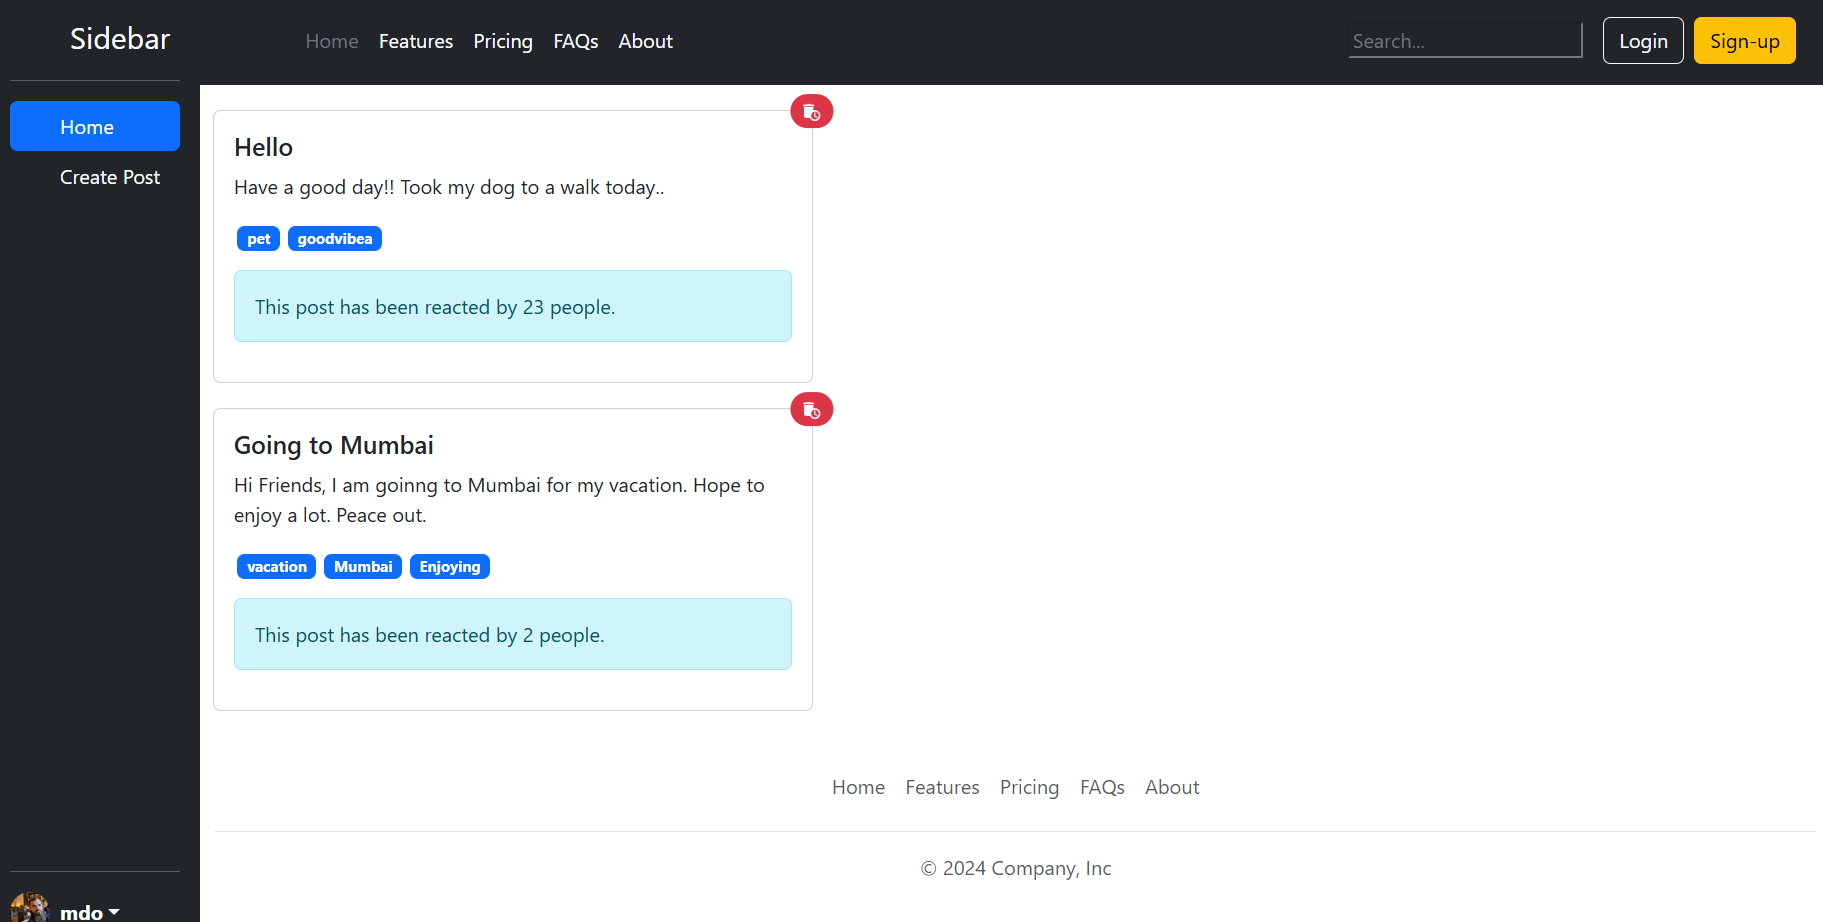 Sidebar
Home Features Pricing FAQs About
Search...
Login
Sign-up
Home
Create Post
Hello
Have a good day!! Took my dog to a walk today..
pet goodvibea
This post has been reacted by 23 people.
Going to Mumbai
Hi Friends, I am goinng to Mumbai for my vacation. Hope to
enjoy a lot. Peace out.
vacation Mumbai Enjoying
This post has been reacted by 2 people.
Home Features Pricing FAQs About
© 2024 Company, Inc
mdo